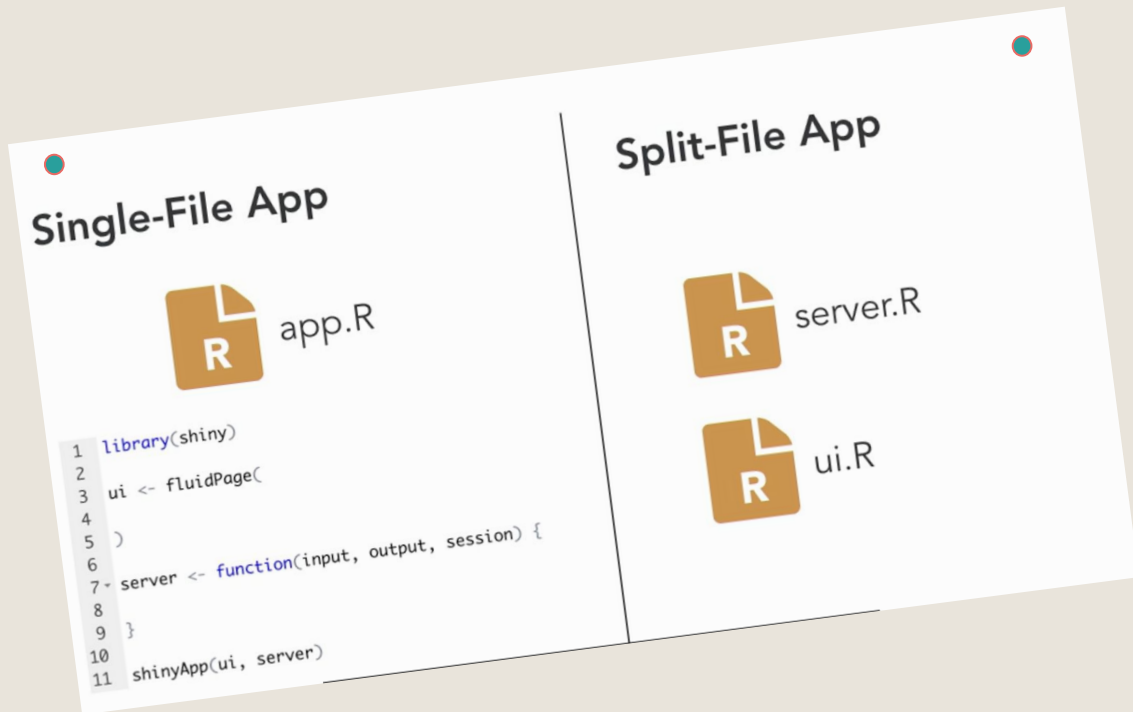 Single-File App
R
app.R
1 library(shiny)
2
3 ui <- fluidPage(
4
5 )
6
7 server <- function(input, output, session) {
8
9 }
10
11 shinyApp(ui, server)
Split-File App
R
server.R
R
ui.R